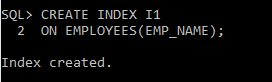 SQL> CREATE INDEX I1
  2  ON EMPLOYEES(EMP_NAME);
Index created.